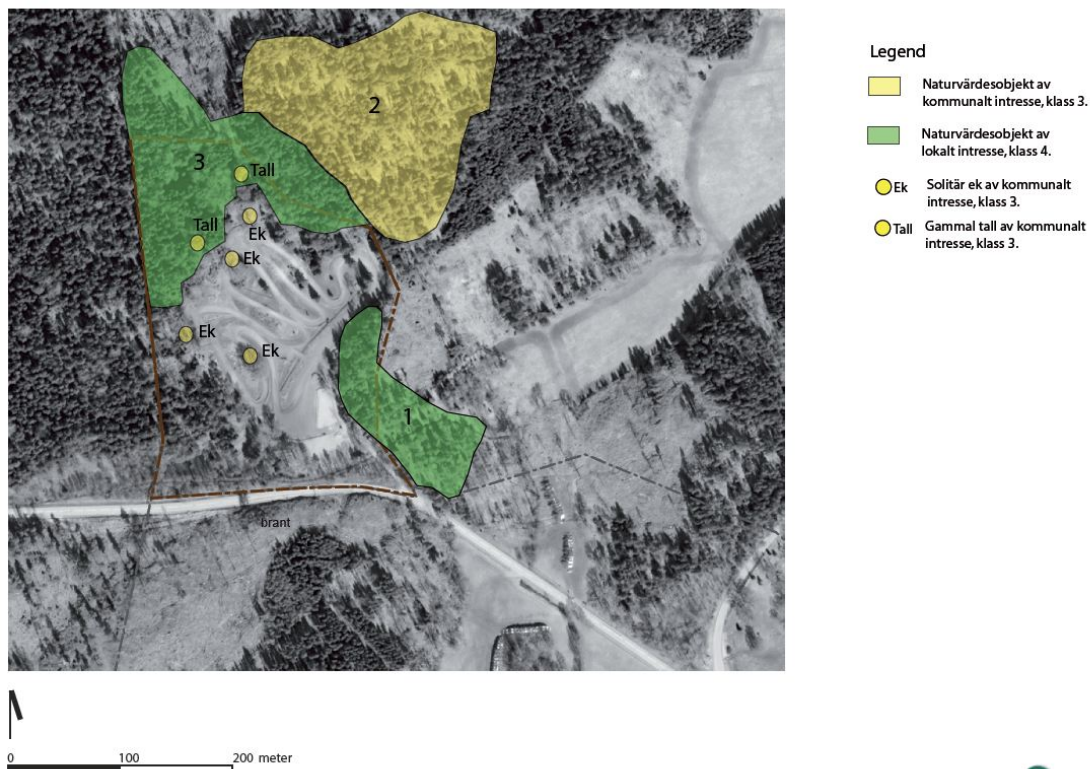 2
3
Tall
Tall
Ek
Ek
Ek
Ek
1
brant
Legend
Naturvärdesobjekt av
kommunalt intresse, klass 3.
Naturvärdesobjekt av
lokalt intresse, klass 4.
Ek
Solitär ek av kommunalt
intresse, klass 3.
Tall
Gammal tall av kommunalt
intresse, klass 3.
0 100 200 meter